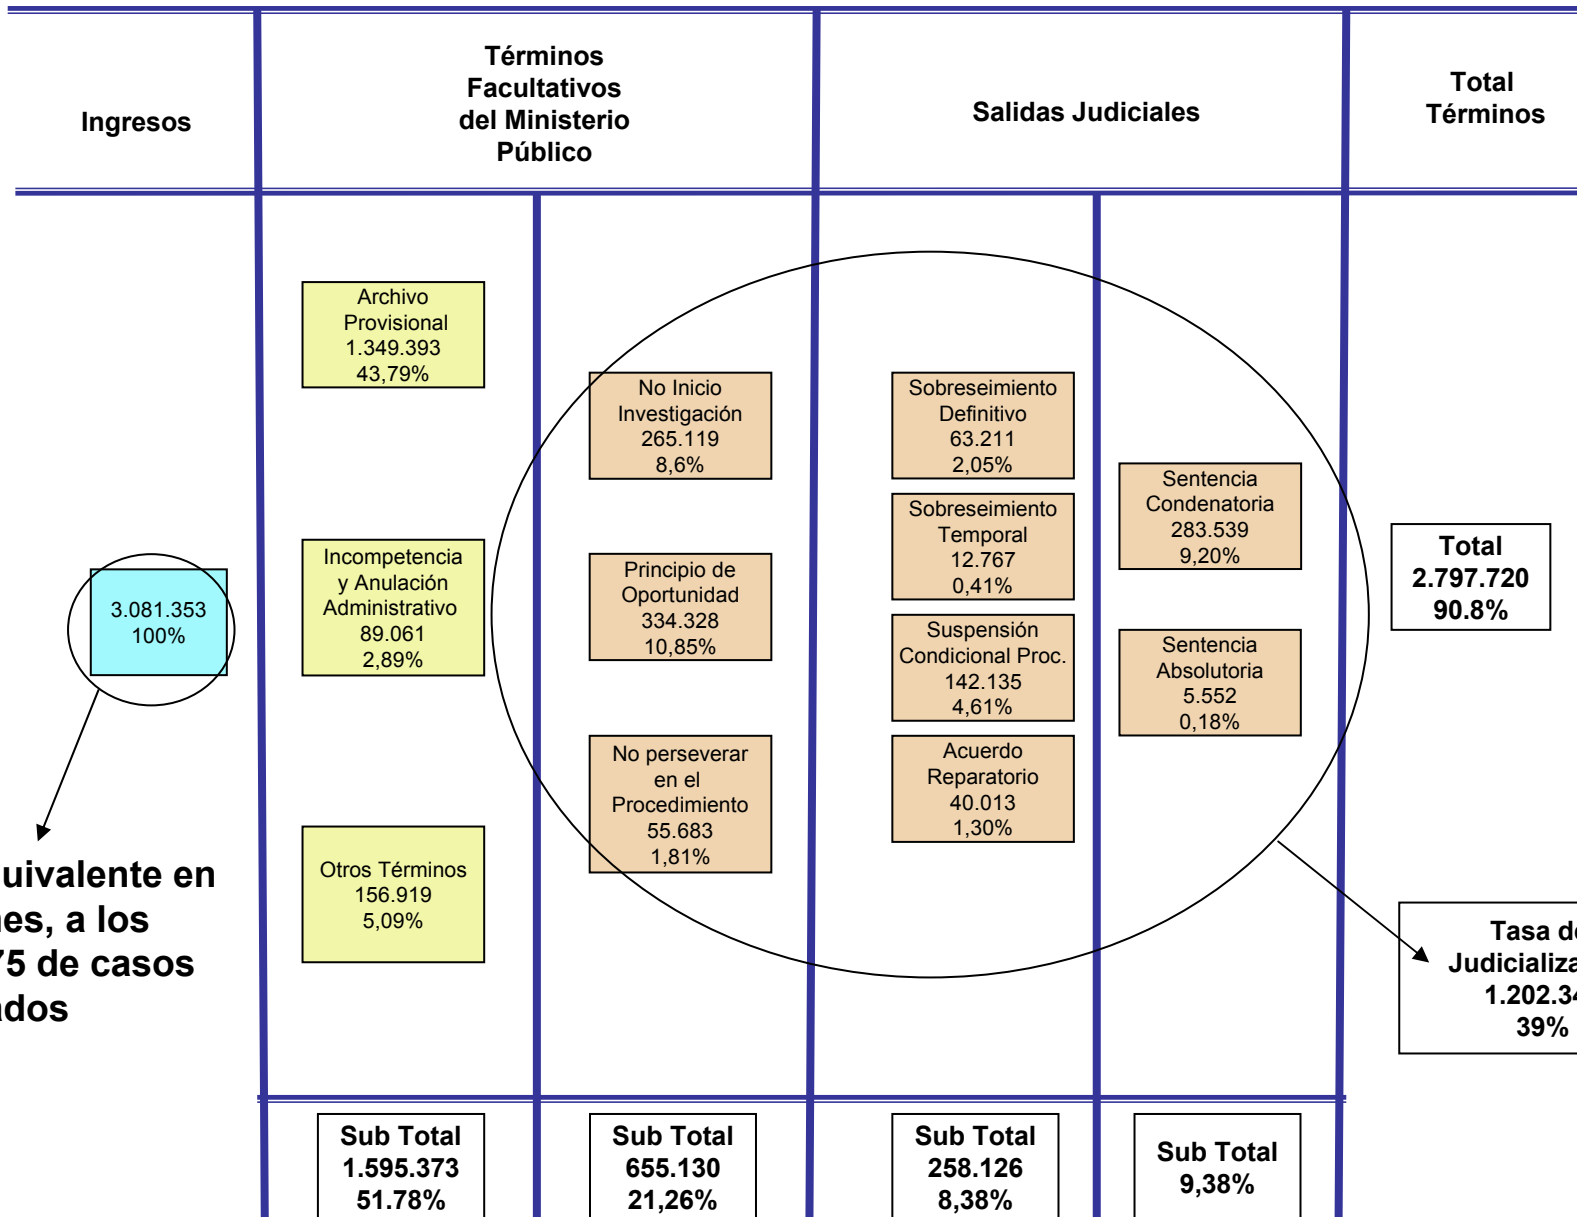 Ingresos
Términos
Facultativos
del Ministerio
Público
Salidas Judiciales
Total
Términos
Archivo
Provisional
1.349.393
43,79%
Incompetencia
y Anulación
Administrativo
89.061
2,89%
Otros Términos
156.919
5,09%
No Inicio
Investigación
265.119
8,6%
Principio de
Oportunidad
334.328
10,85%
No perseverar
en el
Procedimiento
55.683
1,81%
Sobreseimiento
Definitivo
63.211
2,05%
Sobreseimiento
Temporal
12.767
0,41%
Suspensión
Condicional Proc.
142.135
4,61%
Acuerdo
Reparatorio
40.013
1,30%
Sentencia
Condenatoria
283.539
9,20%
Sentencia
Absolutoria
5.552
0,18%
3.081.353
100%
Total
2.797.720
90.8%
en
a los
75 de casos
Tasa
39%
Sub Total
1.595.373
51.78%
Sub Total
655.130
21,26%
Sub Total
258.126
8,38%
Sub Total
9,38%